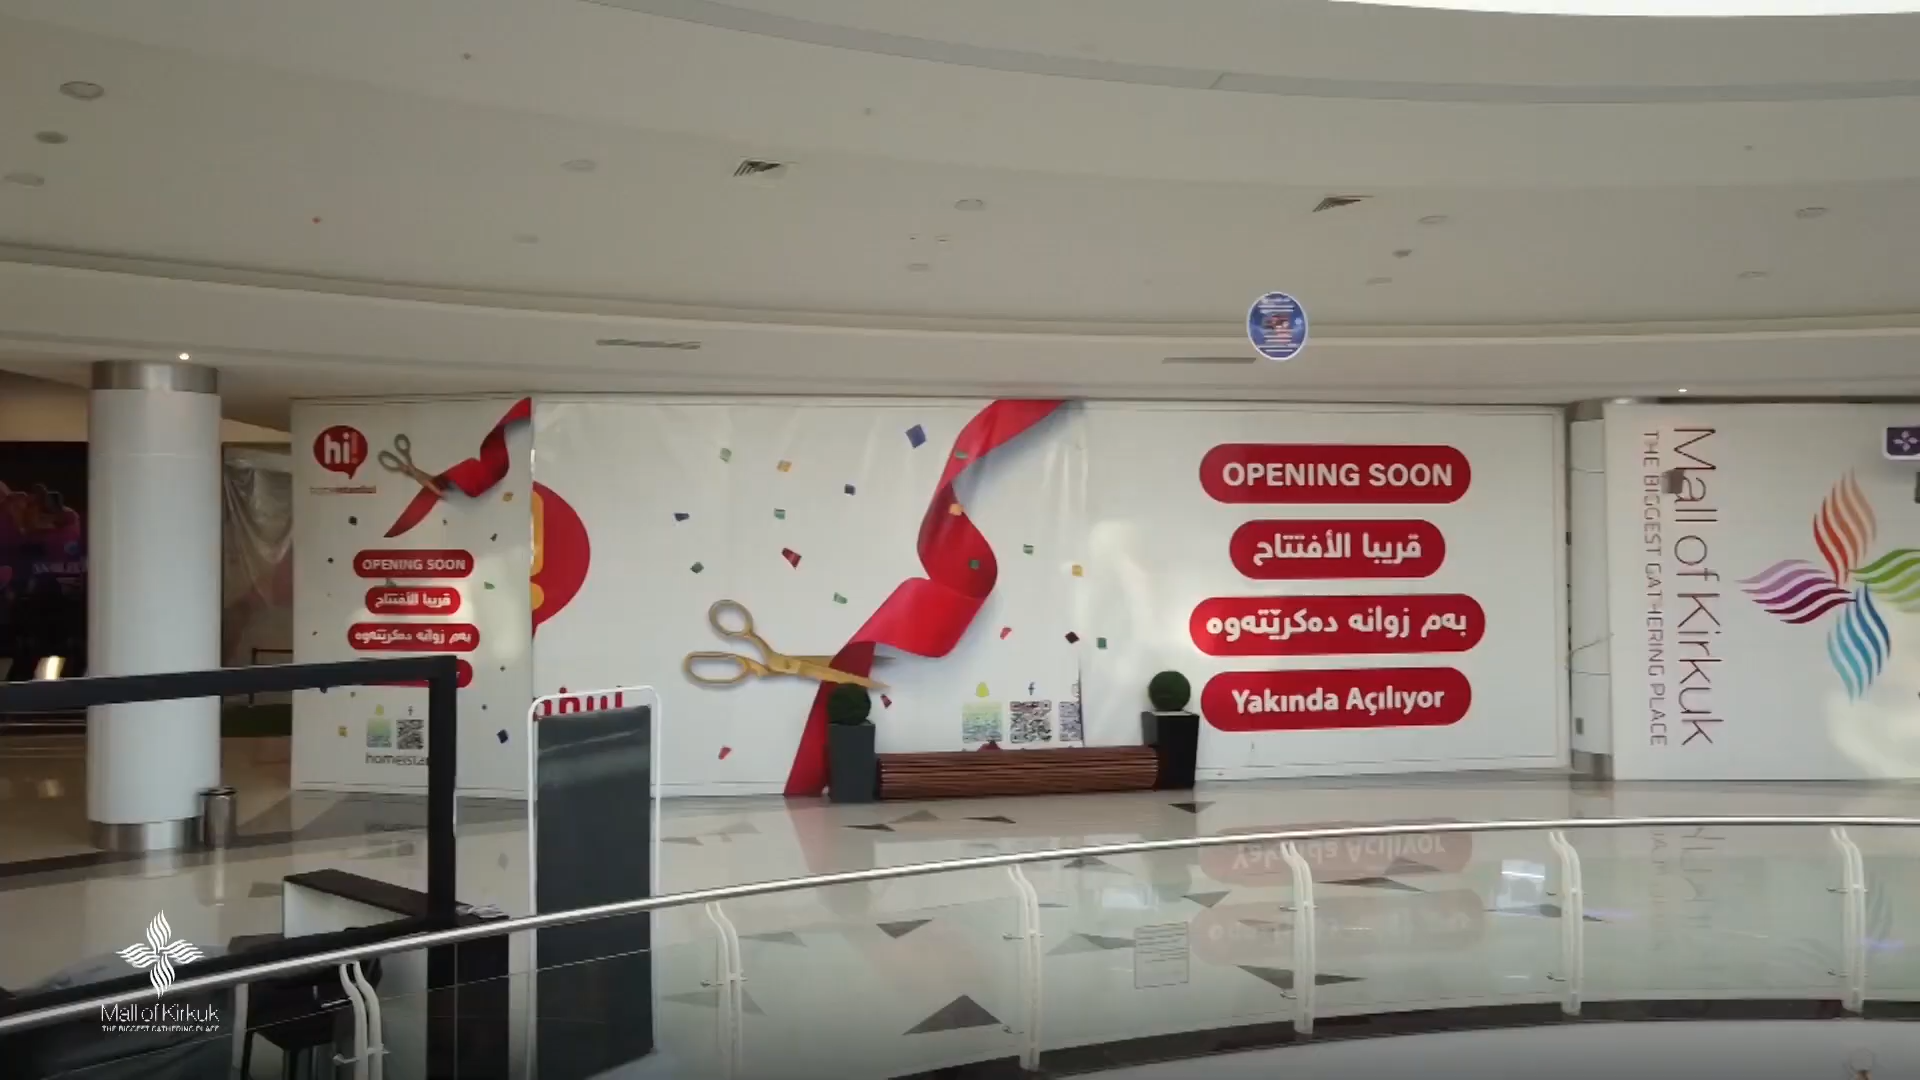 hi!
homeistanbul
OPENING SOON
قريبا الأفتتاح
بەم زوانە دەکرێتەوە
OPENING SOON
قريبا الأفتتاح
بەم زوانە دەکرێتەوە
Yakında Açılıyor
Mall of Kirkuk
THE BIGGEST GATHERING PLACE
Mall of Kirkuk
THE BIGGEST GATHERING PLACE